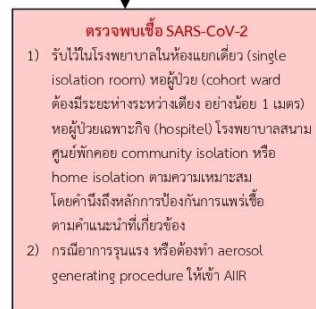 ตรวจพบเชื้อ SARS-CoV-2
1) รับไว้ในโรงพยาบาลในห้องแยกเดี่ยว (single
isolation room) หอผู้ป่วย (cohort ward
ต้องมีระยะห่างระหว่างเตียง อย่างน้อย 1 เมตร)
หอผู้ป่วยเฉพาะกิจ (hospitel) โรงพยาบาลสนาม
ศูนย์พักคอย community isolation หรือ
home isolation ตามความเหมาะสม
โดยคำนึงถึงหลักการป้องกันการแพร่เชื้อ
ตามคำแนะนำที่เกี่ยวข้อง
2) กรณีอาการรุนแรง หรือต้องทำ aerosol
generating procedure ให้เข้า AIIR